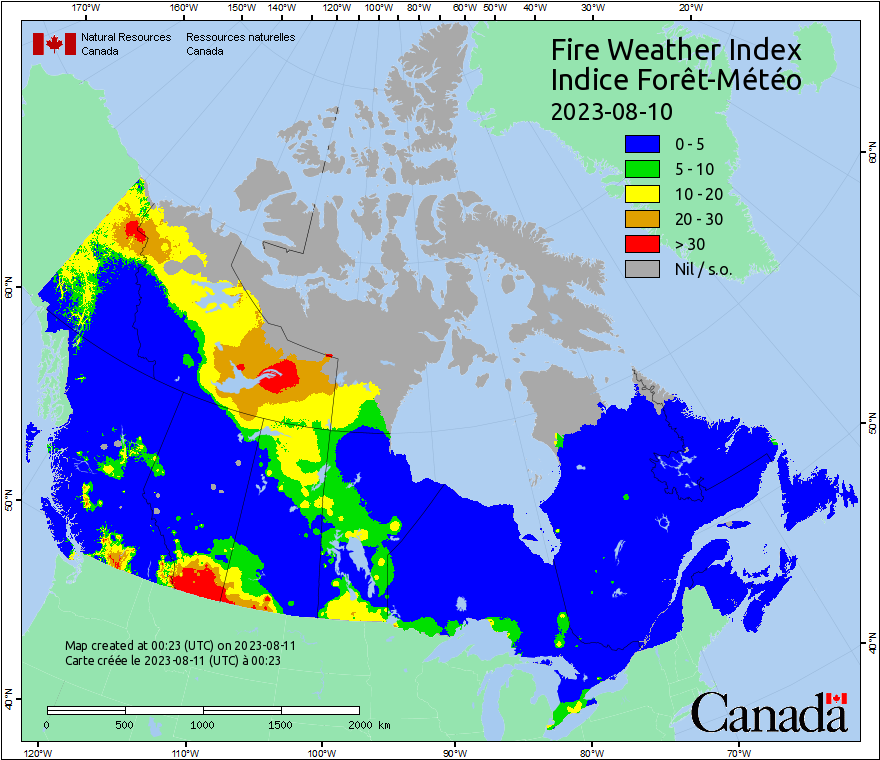 170°W 160°W 150°W 140°W 120°W 100°W 80°W 60°W 50°W 40°W 30°W 20°W
Natural Resources Ressources naturelles
Canada Canada
Fire Weather Index
Indice Forêt-Météo
2023-08-10
0 - 5
5 - 10
10 - 20
20 - 30
> 30
Nil / s.o.
60°N
60°N
50°N
50°N
40°N
40°N
Map created at 00:23 (UTC) on 2023-08-11
Carte créée le 2023-08-11 (UTC) à 00:23
0 500 1000 1500 2000 km
Canada
120°W 110°W 100°W 90°W 80°W 70°W